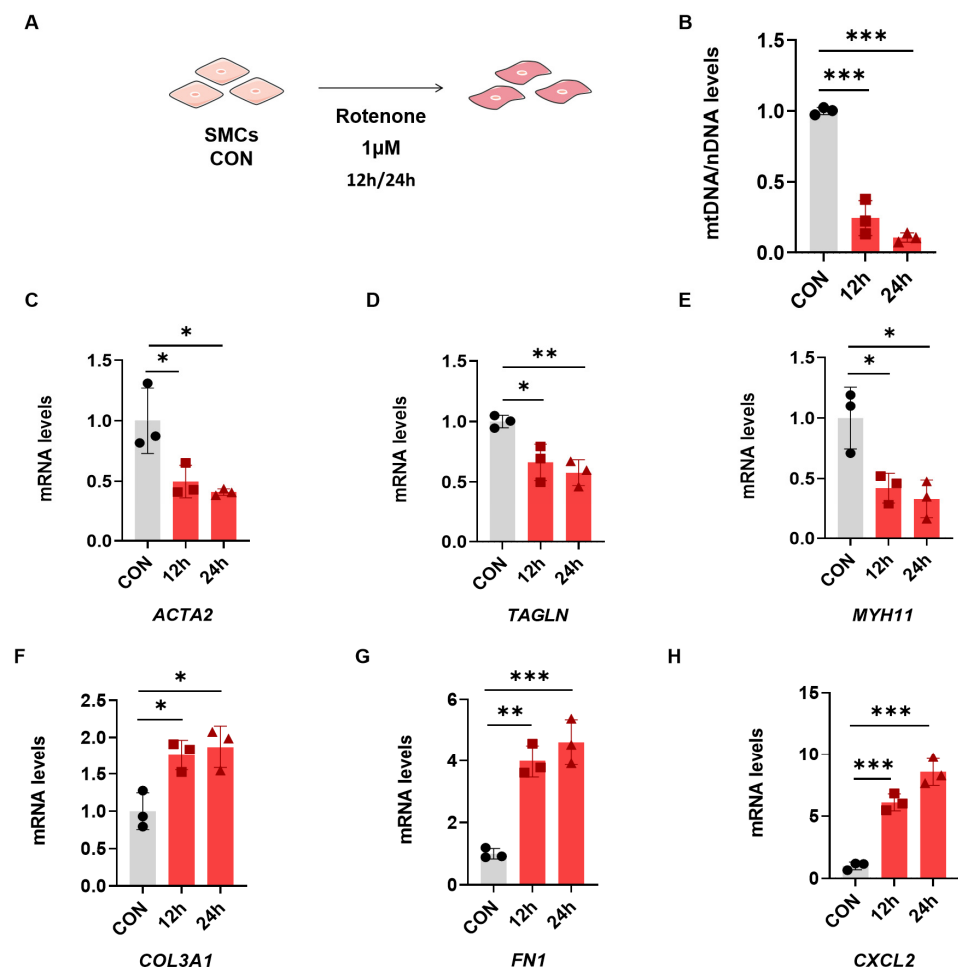 A
SMCs
CON
Rotenone
1µM
12h/24h
B
mtDNA/nDNA levels
1.5
1.0
0.5
0.0
***
***
CON
12h
24h
C
mRNA levels
1.5
1.0
0.5
0.0
*
*
CON
12h
24h
ACTA2
D
mRNA levels
1.5
1.0
0.5
0.0
**
*
CON
12h
24h
TAGLN
E
mRNA levels
1.5
1.0
0.5
0.0
*
*
CON
12h
24h
MYH11
F
mRNA levels
2.5
2.0
1.5
1.0
0.5
0.0
*
*
CON
12h
24h
COL3A1
G
mRNA levels
6
4
2
0
***
**
CON
12h
24h
FN1
H
mRNA levels
15
10
5
0
***
***
CON
12h
24h
CXCL2